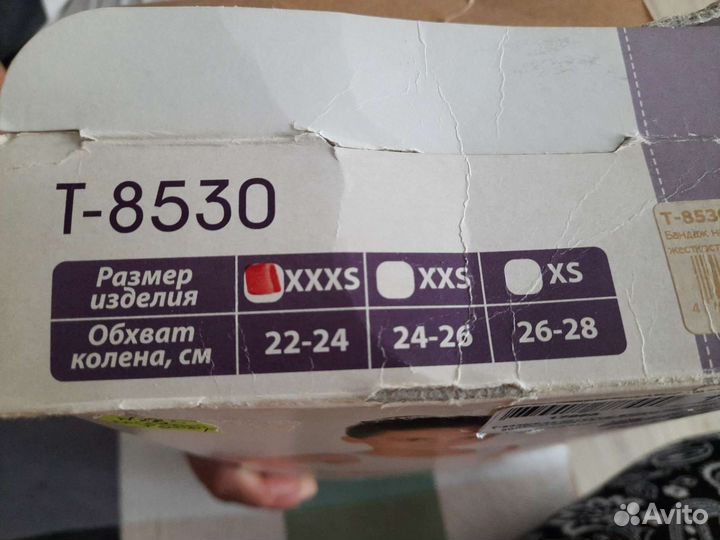 T-8530
Размер изделия XXXS XXS XS
Обхват колена, см 22-24 24-26 26-28
T-853
Бандаж
Avito